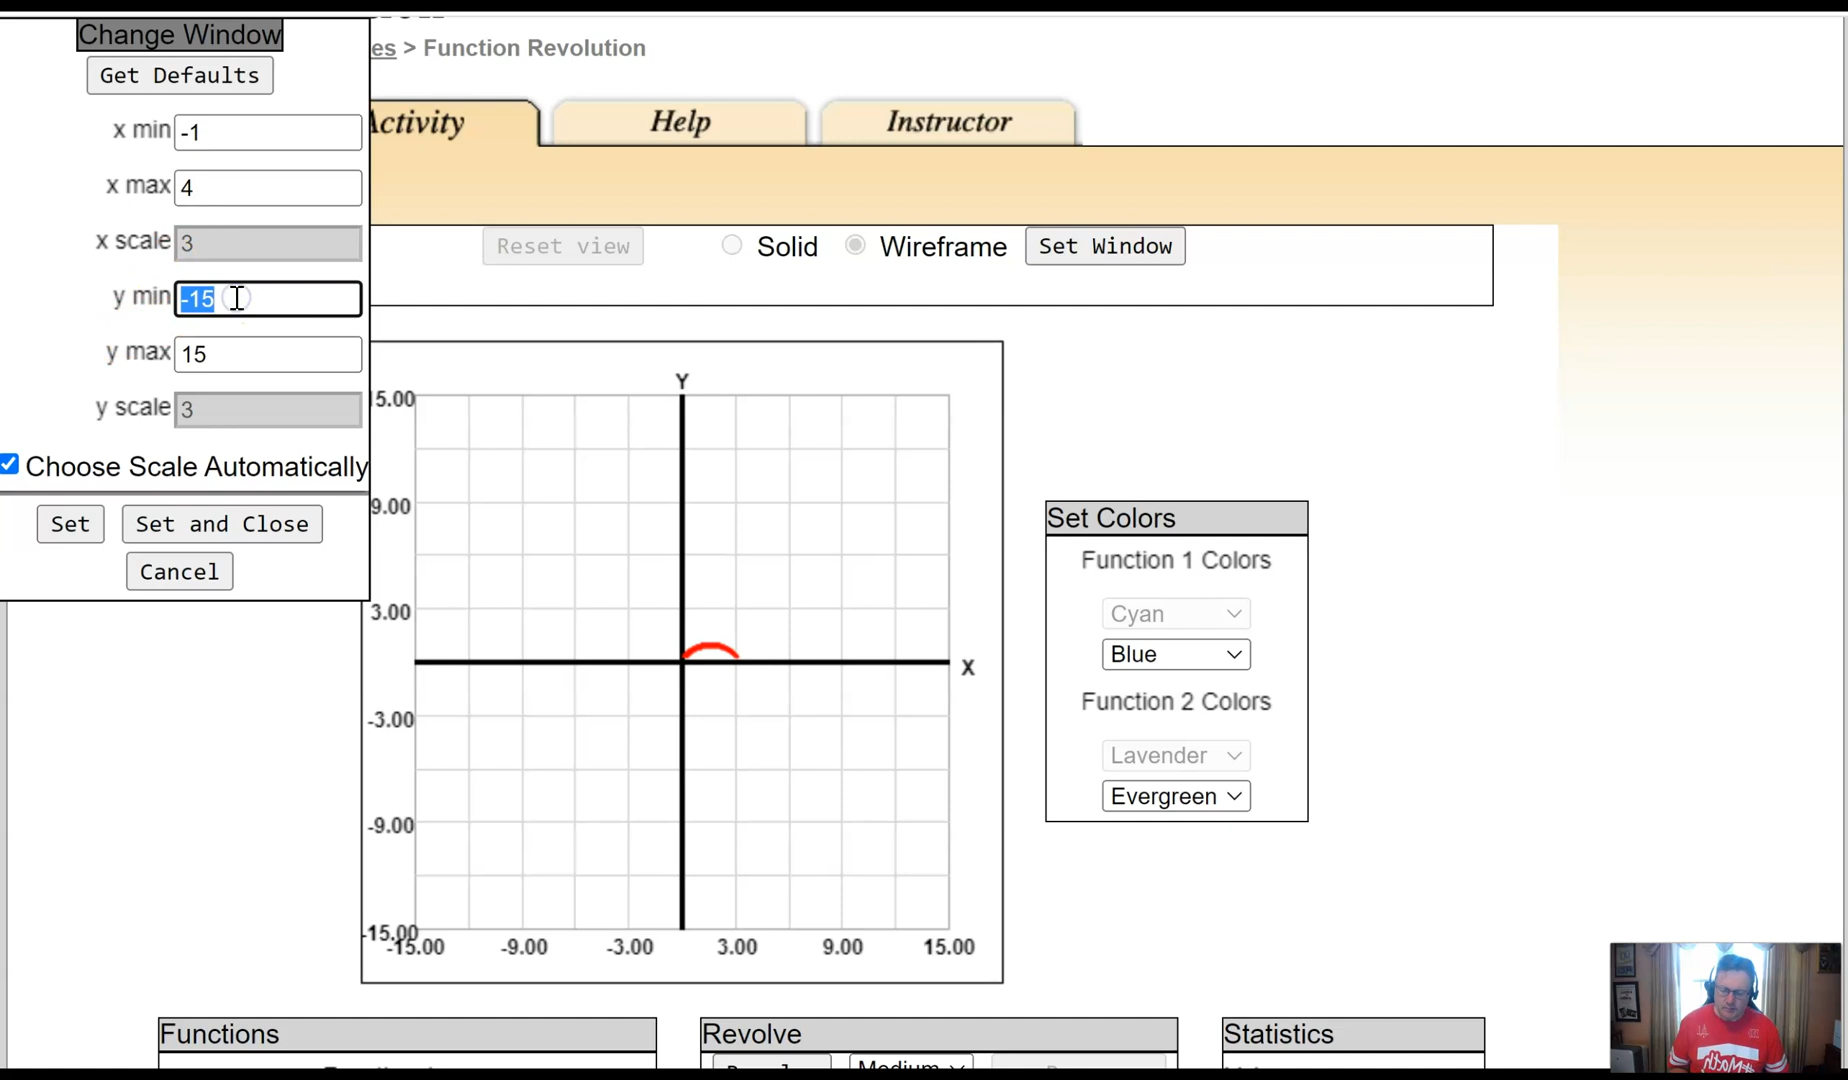 Change Window
es > Function Revolution
Get Defaults
x min -1
x max 4
x scale 3
y min -15
y max 15
y scale 3
Choose Scale Automatically
Set Set and Close
Cancel
Activity Help Instructor
Reset view Solid Wireframe Set Window
Y
15.00
9.00
3.00
X
-3.00
-9.00
-15.00
-15.00 -9.00 -3.00 3.00 9.00 15.00
Set Colors
Function 1 Colors
Cyan
Blue
Function 2 Colors
Lavender
Evergreen
Functions Revolve Statistics
Medium
#Math